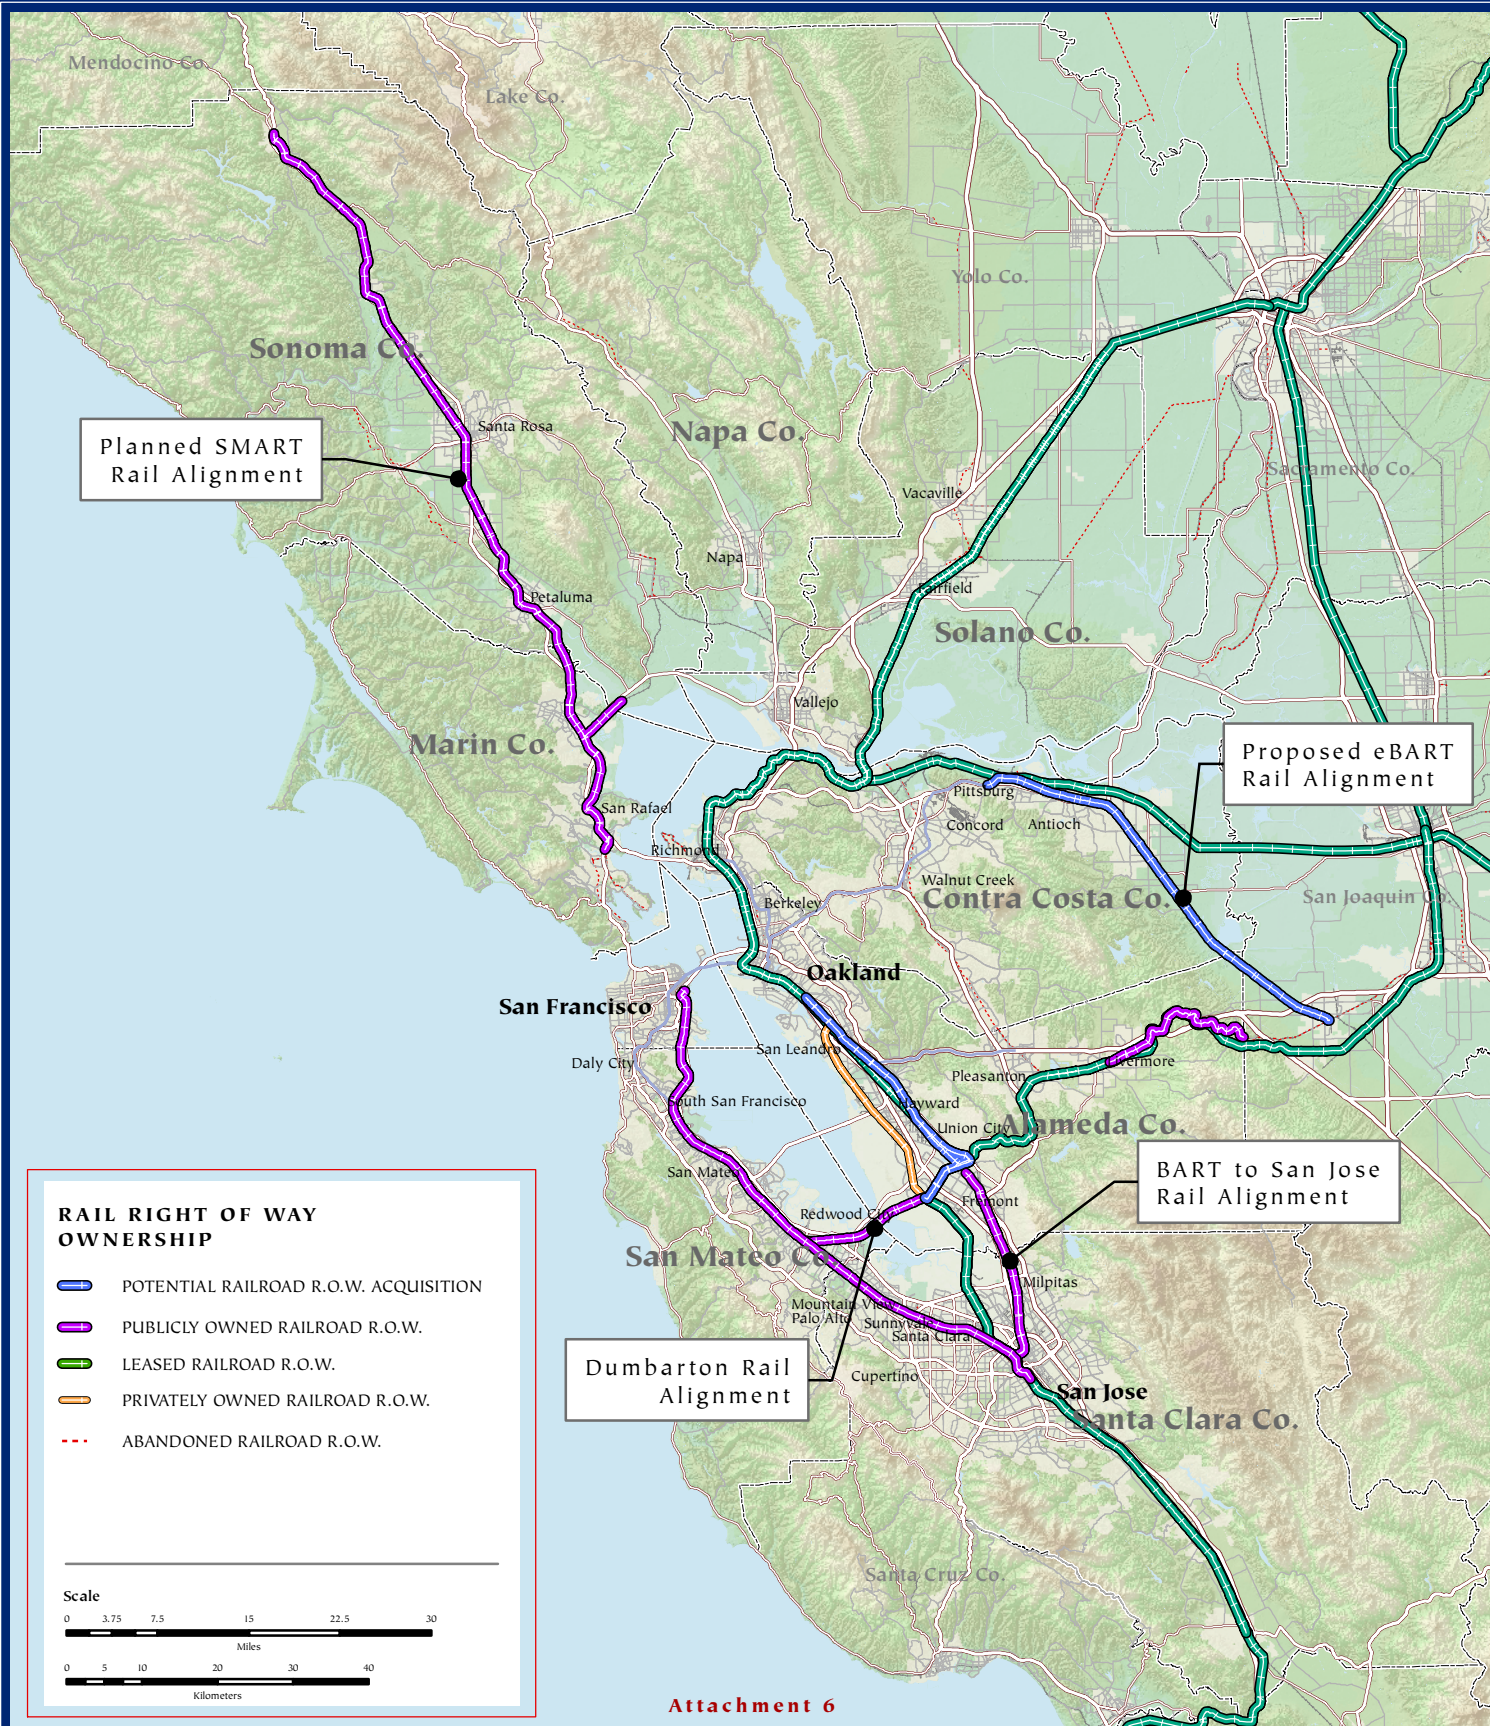 Mendocino Co.
Lake Co.
Yolo Co.
Sonoma Co.
Santa Rosa
Napa Co.
Planned SMART
Rail Alignment
Sacramento Co.
Vacaville
Napa
Fairfield
Petaluma
Solano Co.
Vallejo
Marin Co.
Proposed eBART
Rail Alignment
Pittsburg
San Rafael
Concord
Antioch
Richmond
Walnut Creek
Contra Costa Co.
San Joaquin Co.
Berkeley
Oakland
San Francisco
San Leandro
Daly City
Livermore
Pleasanton
South San Francisco
Hayward
Union City
Alameda Co.
San Mateo
BART to San Jose
Rail Alignment
Fremont
Redwood City
San Mateo Co.
Milpitas
Mountain View
Palo Alto
Sunnyvale
Santa Clara
Dumbarton Rail
Alignment
Cupertino
San Jose
Santa Clara Co.
Santa Cruz Co.
RAIL RIGHT OF WAY
OWNERSHIP
POTENTIAL RAILROAD R.O.W. ACQUISITION
PUBLICLY OWNED RAILROAD R.O.W.
LEASED RAILROAD R.O.W.
PRIVATELY OWNED RAILROAD R.O.W.
ABANDONED RAILROAD R.O.W.
Scale
0 3.75 7.5 15 22.5 30
Miles
0 5 10 20 30 40
Kilometers
Attachment 6